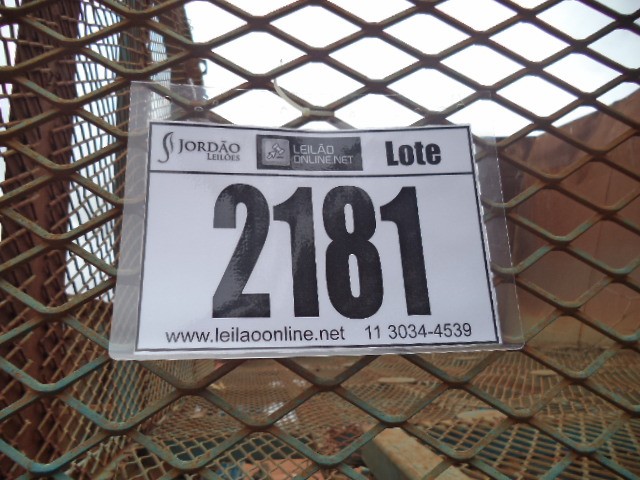 JORDÃO LEILÕES LEILÃO ONLINE.NET Lote
2181
www.leilaoonline.net 11 3034-4539